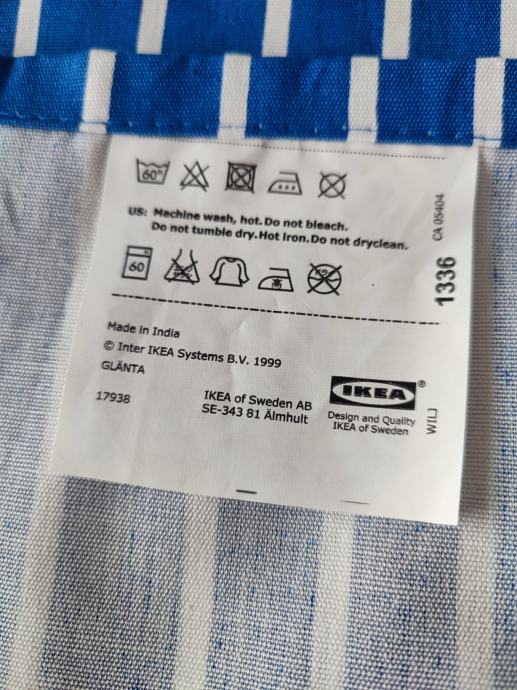 60°
US: Machine wash, hot. Do not bleach.
Do not tumble dry. Hot iron. Do not dryclean.
60
Made in India
© Inter IKEA Systems B.V. 1999
GLÄNTA
17938
IKEA of Sweden AB
SE-343 81 Älmhult
IKEA®
Design and Quality
IKEA of Sweden
CA 05404
1336
WILJ